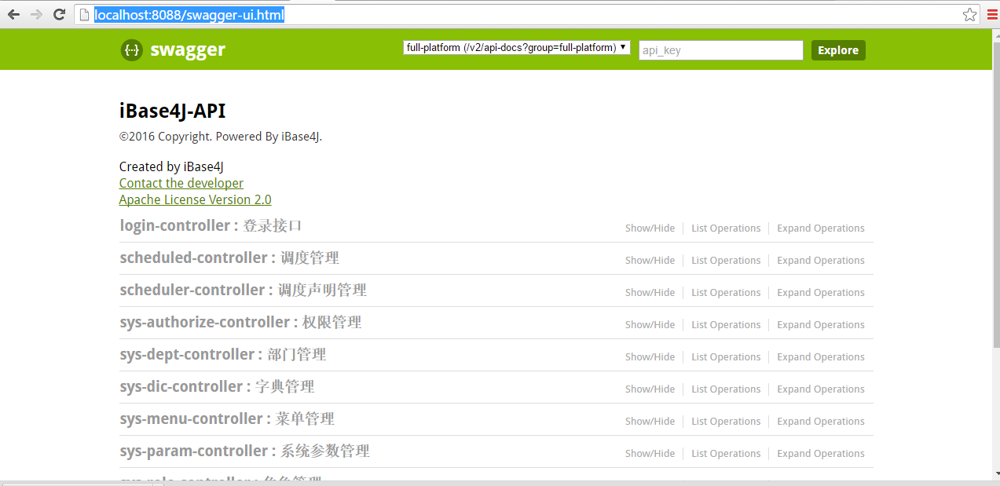 localhost:8088/swagger-ui.html
{···} swagger full-platform (/v2/api-docs?group=full-platform) api_key Explore
iBase4J-API
©2016 Copyright. Powered By iBase4J.
Created by iBase4J
Contact the developer
Apache License Version 2.0
login-controller : 登录接口 Show/Hide List Operations Expand Operations
scheduled-controller : 调度管理 Show/Hide List Operations Expand Operations
scheduler-controller : 调度声明管理 Show/Hide List Operations Expand Operations
sys-authorize-controller : 权限管理 Show/Hide List Operations Expand Operations
sys-dept-controller : 部门管理 Show/Hide List Operations Expand Operations
sys-dic-controller : 字典管理 Show/Hide List Operations Expand Operations
sys-menu-controller : 菜单管理 Show/Hide List Operations Expand Operations
sys-param-controller : 系统参数管理 Show/Hide List Operations Expand Operations
sys-role-controller : 角色管理